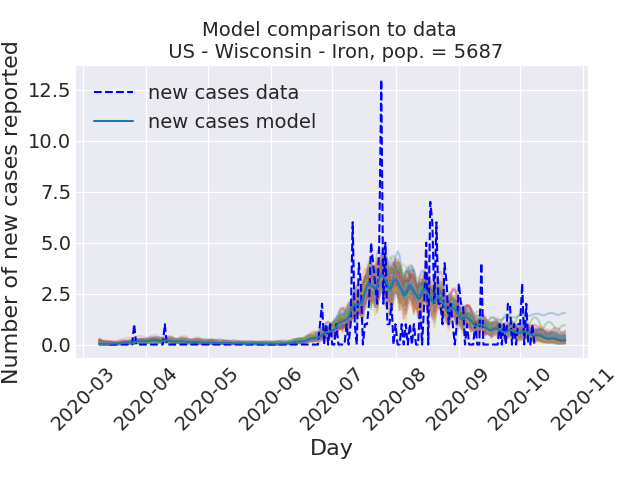 Model comparison to data
US - Wisconsin - Iron, pop. = 5687
new cases data
new cases model
Number of new cases reported
12.5
10.0
7.5
5.0
2.5
0.0
2020-03
2020-04
2020-05
2020-06
2020-07
2020-08
2020-09
2020-10
2020-11
Day